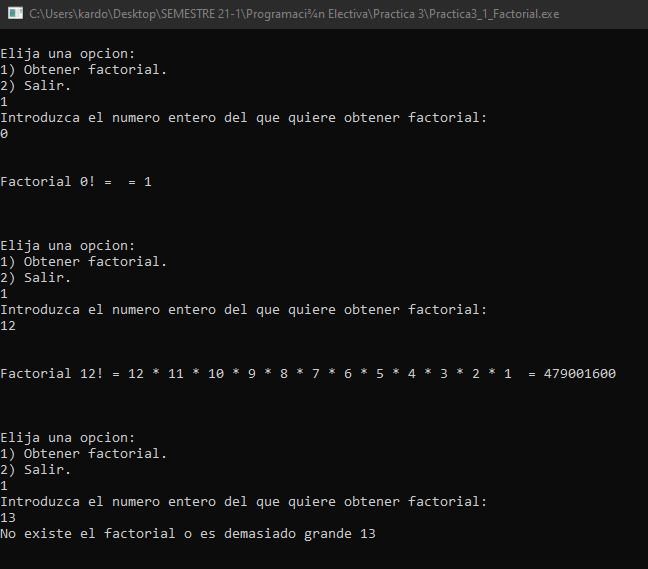 C:\Users\kardo\Desktop\SEMESTRE 21-1\Programaci¾n Electiva\Practica 3\Practica3_1_Factorial.exe
Elija una opcion:
1) Obtener factorial.
2) Salir.
1
Introduzca el numero entero del que quiere obtener factorial:
0
Factorial 0! =  = 1
Elija una opcion:
1) Obtener factorial.
2) Salir.
1
Introduzca el numero entero del que quiere obtener factorial:
12
Factorial 12! = 12 * 11 * 10 * 9 * 8 * 7 * 6 * 5 * 4 * 3 * 2 * 1  = 479001600
Elija una opcion:
1) Obtener factorial.
2) Salir.
1
Introduzca el numero entero del que quiere obtener factorial:
13
No existe el factorial o es demasiado grande 13